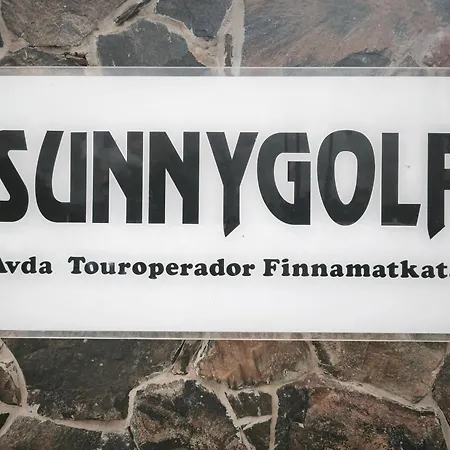 SUNNYGOLF
Avda Touroperador Finnamatkat.